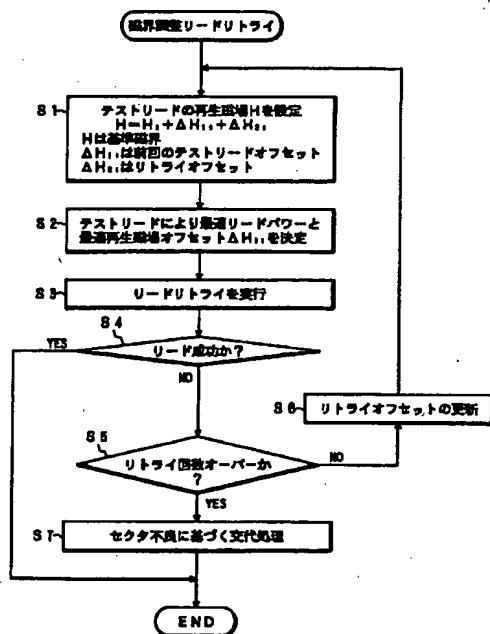 磁界調整リードリトライ
S1
テストリードの再生磁場Hを設定
H=H₁+ΔH₁₁+ΔH₂₁
Hは基準磁界
ΔH₁₁は前回のテストリードオフセット
ΔH₂₁はリトライオフセット
S2
テストリードにより最適リードパワーと
最適再生磁場オフセットΔH₁₁を決定
S3
リードリトライを実行
S4
YES
リード成功か?
NO
S6
リトライオフセットの更新
S5
リトライ回数オーバーか
?
NO
YES
S7
セクタ不良に基づく交代処理
END